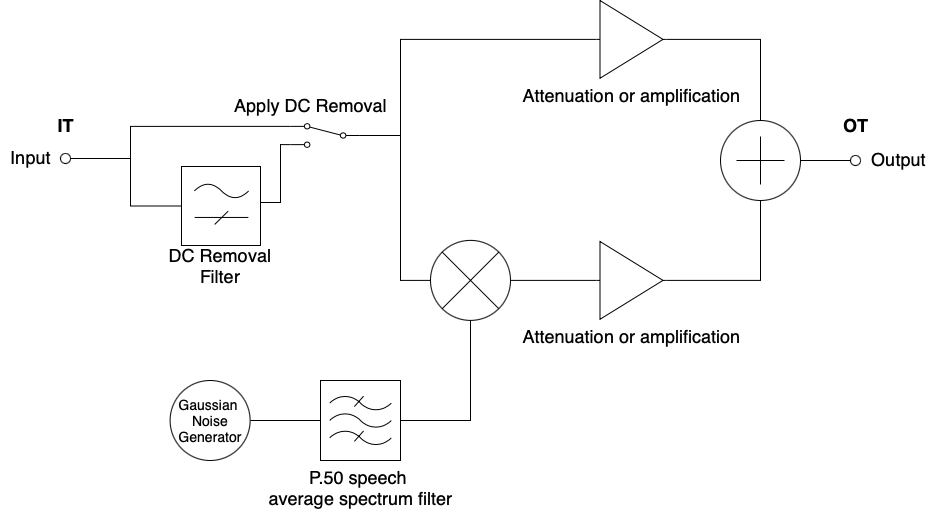 Attenuation or amplification
Apply DC Removal
IT
OT
Input
Output
DC Removal
Filter
Attenuation or amplification
Gaussian
Noise
Generator
P.50 speech
average spectrum filter